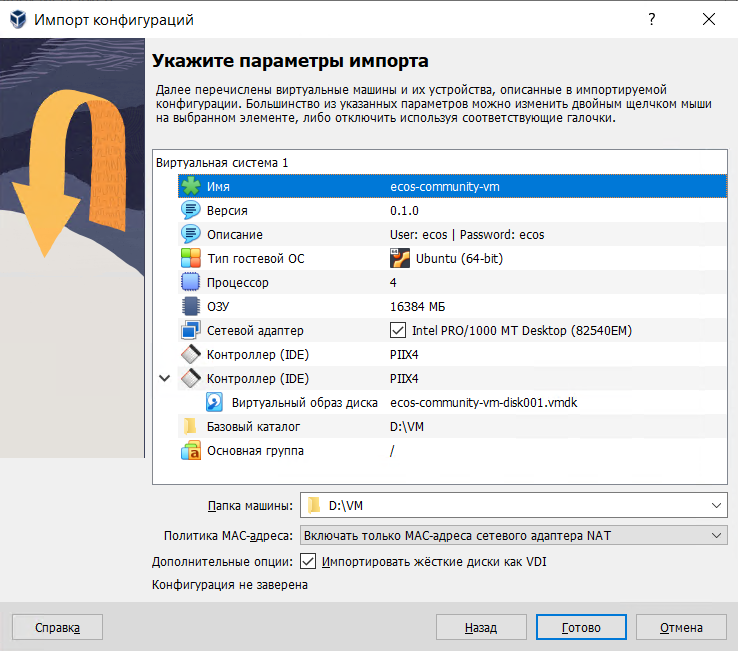 Импорт конфигураций
?
Укажите параметры импорта
Далее перечислены виртуальные машины и их устройства, описанные в импортируемой
конфигурации. Большинство из указанных параметров можно изменить двойным щелчком мыши
на выбранном элементе, либо отключить используя соответствующие галочки.
Виртуальная система 1
Имя ecos-community-vm
Версия 0.1.0
Описание User: ecos | Password: ecos
Тип гостевой ОС Ubuntu (64-bit)
Процессор 4
ОЗУ 16384 МБ
Сетевой адаптер Intel PRO/1000 MT Desktop (82540EM)
Контроллер (IDE) PIIX4
Контроллер (IDE) PIIX4
Виртуальный образ диска ecos-community-vm-disk001.vmdk
Базовый каталог D:\VM
Основная группа /
Папка машины: D:\VM
Политика MAC-адреса: Включать только MAC-адреса сетевого адаптера NAT
Дополнительные опции: Импортировать жёсткие диски как VDI
Конфигурация не заверена
Справка Назад Готово Отмена